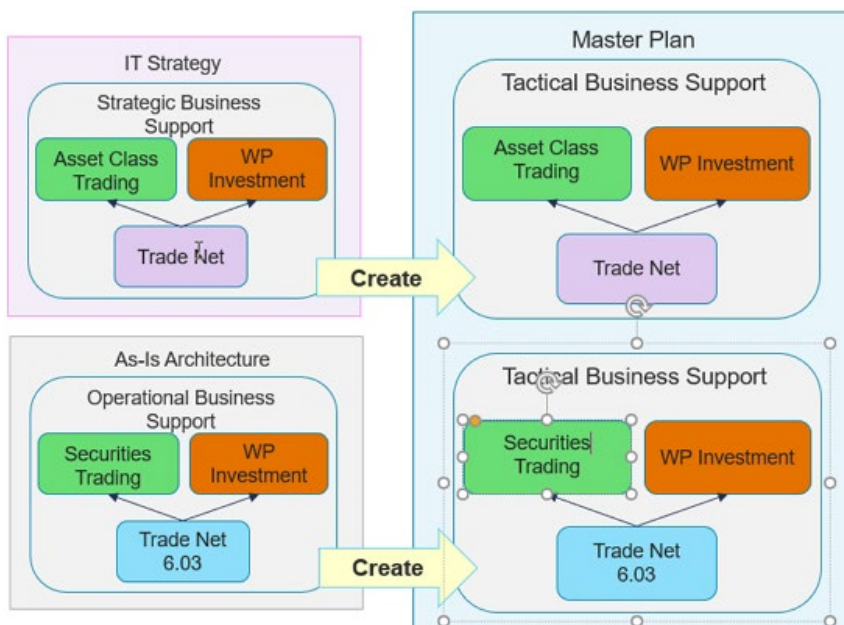 IT Strategy
Strategic Business
Support
Asset Class
Trading
WP
Investment
Trade Net
Create
Master Plan
Tactical Business Support
Asset Class
Trading
WP Investment
Trade Net
As-Is Architecture
Operational Business
Support
Securities
Trading
WP
Investment
Trade Net
6.03
Create
Tactical Business Support
Securities
Trading
WP Investment
Trade Net
6.03